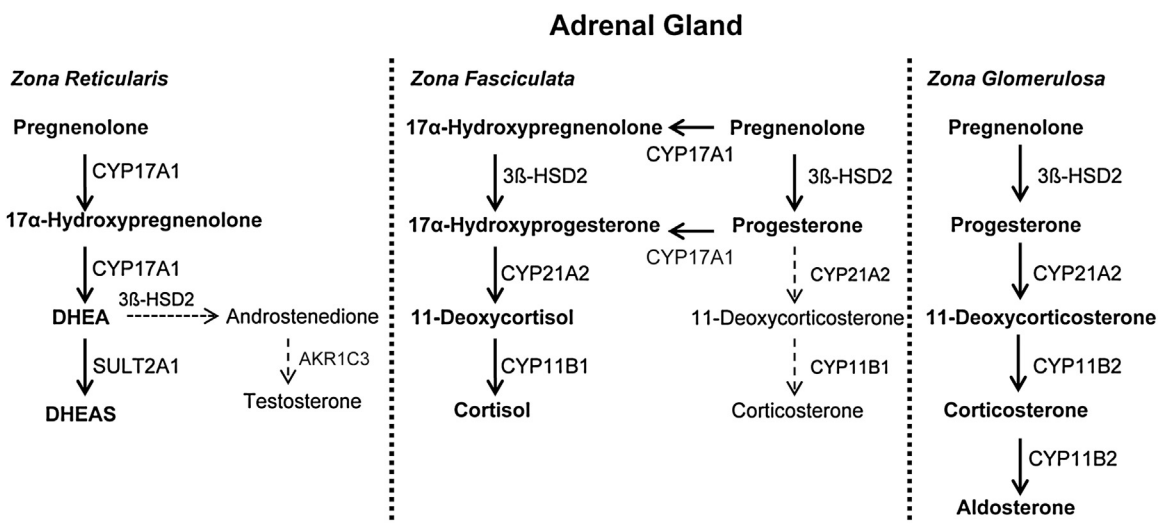 Adrenal Gland
Zona Reticularis
Pregnenolone
CYP17A1
17α-Hydroxypregnenolone
CYP17A1
3ß-HSD2
DHEA
Androstenedione
SULT2A1
AKR1C3
DHEAS
Testosterone
Zona Fasciculata
17α-Hydroxypregnenolone
Pregnenolone
CYP17A1
3ß-HSD2
3ß-HSD2
17α-Hydroxyprogesterone
Progesterone
CYP17A1
CYP21A2
CYP21A2
11-Deoxycortisol
11-Deoxycorticosterone
CYP11B1
CYP11B1
Cortisol
Corticosterone
Zona Glomerulosa
Pregnenolone
3ß-HSD2
Progesterone
CYP21A2
11-Deoxycorticosterone
CYP11B2
Corticosterone
CYP11B2
Aldosterone